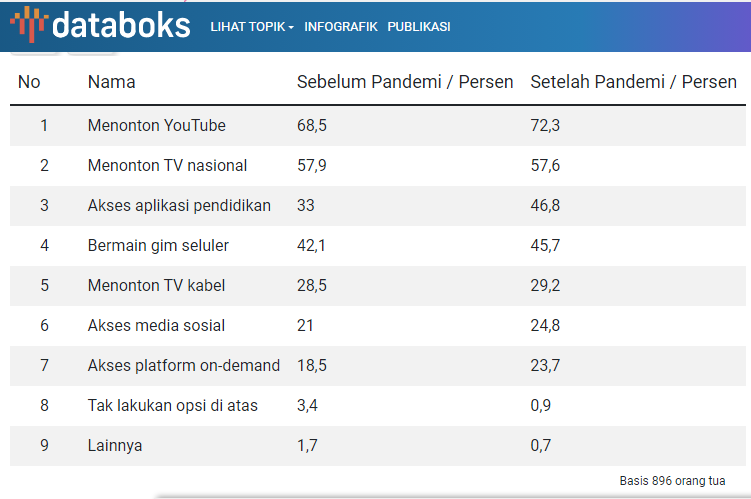 databoks LIHAT TOPIK INFOGRAFIK PUBLIKASI
No Nama Sebelum Pandemi / Persen Setelah Pandemi / Persen
1 Menonton YouTube 68,5 72,3
2 Menonton TV nasional 57,9 57,6
3 Akses aplikasi pendidikan 33 46,8
4 Bermain gim seluler 42,1 45,7
5 Menonton TV kabel 28,5 29,2
6 Akses media sosial 21 24,8
7 Akses platform on-demand 18,5 23,7
8 Tak lakukan opsi di atas 3,4 0,9
9 Lainnya 1,7 0,7
Basis 896 orang tua